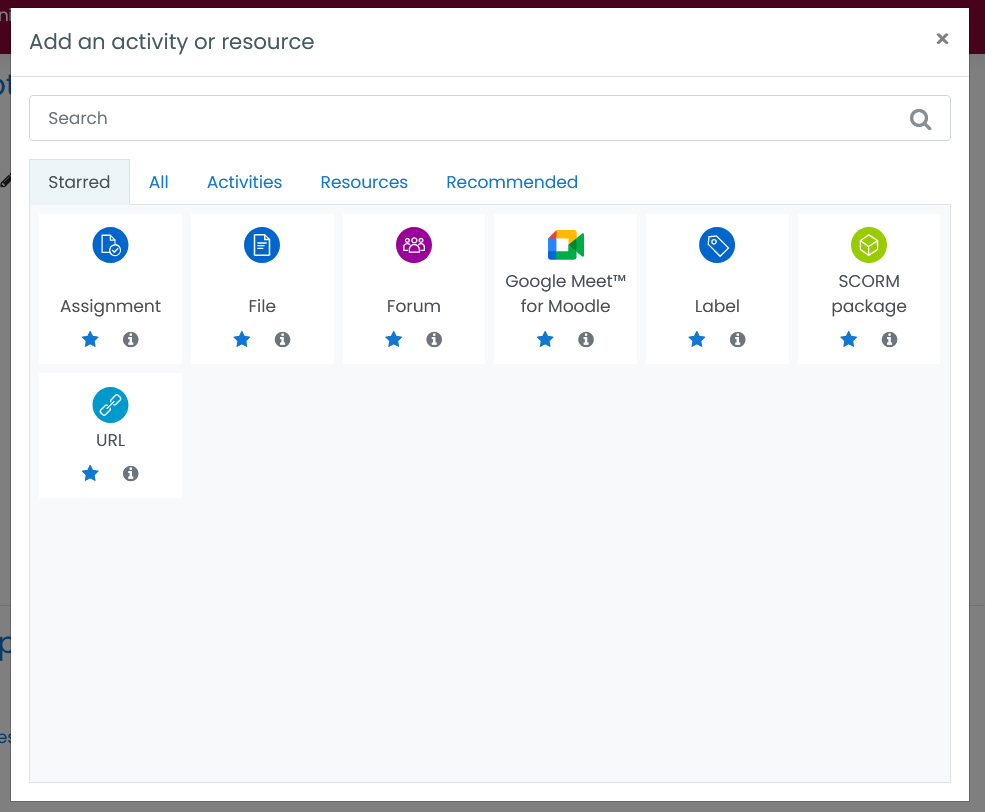 Add an activity or resource
×
Search
Starred All Activities Resources Recommended
Assignment
File
Forum
Google Meet™
for Moodle
Label
SCORM
package
URL